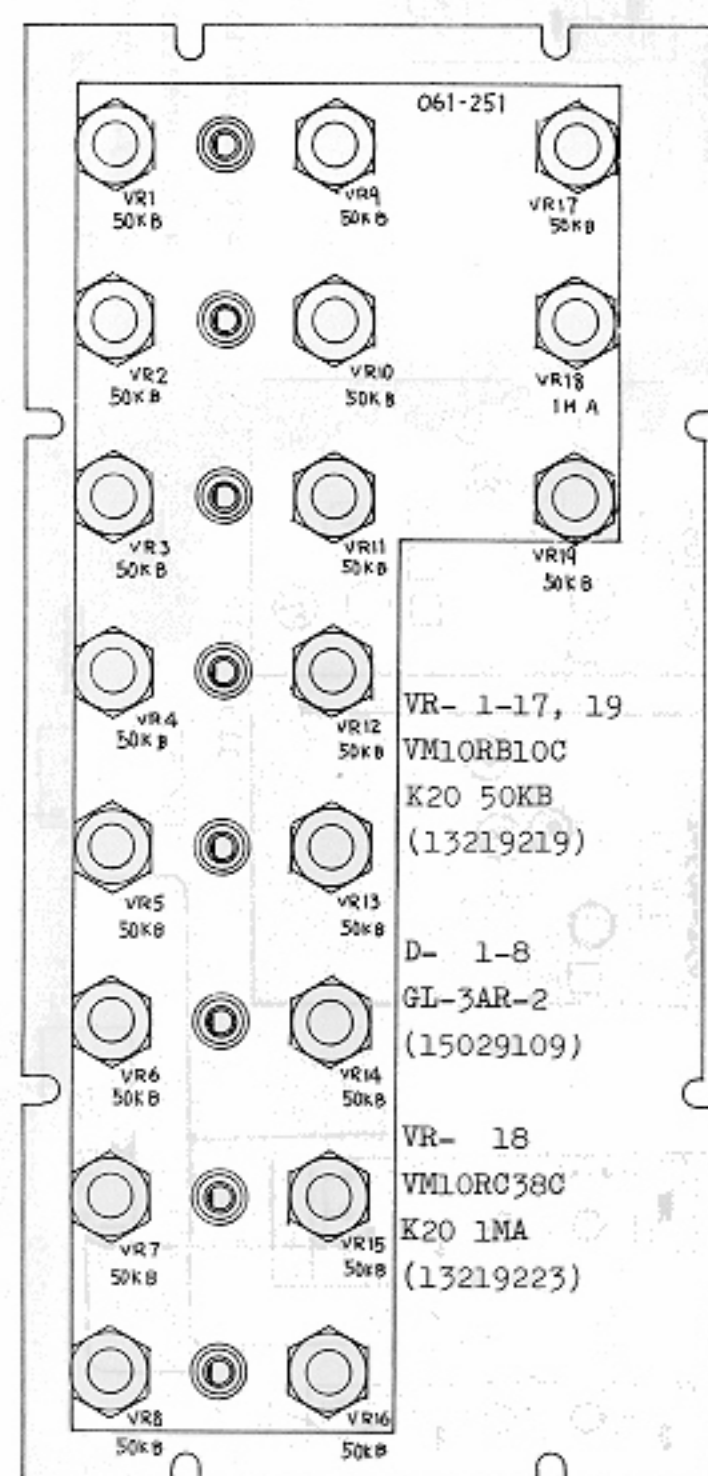 061-251
VR1
50KB
VR9
50KB
VR17
50KB
VR2
50KB
VR10
50KB
VR18
1M A
VR3
50KB
VR11
50KB
VR19
50KB
VR4
50KB
VR12
50KB
VR- 1-17, 19
VM10RB10C
K20 50KB
(13219219)
VR5
50KB
VR13
50KB
D- 1-8
GL-3AR-2
(15029109)
VR6
50KB
VR14
50KB
VR- 18
VM10RC38C
K20 1MA
(13219223)
VR7
50KB
VR15
50KB
VR8
50KB
VR16
50KB